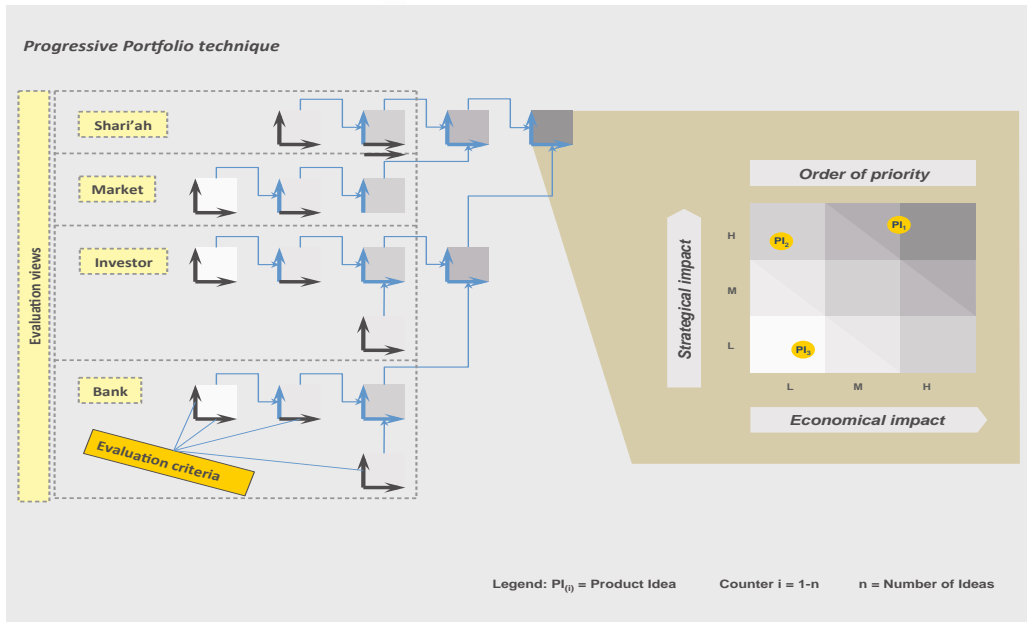 Progressive Portfolio technique
Evaluation views
Shari’ah
Market
Investor
Bank
Evaluation criteria
Order of priority
Strategical impact
H
M
L
PI1
PI2
PI3
L M H
Economical impact
Legend: PI(i) = Product Idea Counter i = 1-n n = Number of Ideas